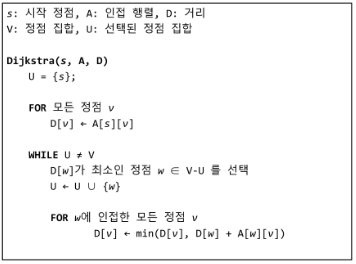 s: 시작 정점, A: 인접 행렬, D: 거리
V: 정점 집합, U: 선택된 정점 집합
Dijkstra(s, A, D)
U = {s};
FOR 모든 정점 v
D[v] ← A[s][v]
WHILE U ≠ V
D[w]가 최소인 정점 w ∈ V-U 를 선택
U ← U ∪ {w}
FOR w에 인접한 모든 정점 v
D[v] ← min(D[v], D[w] + A[w][v])